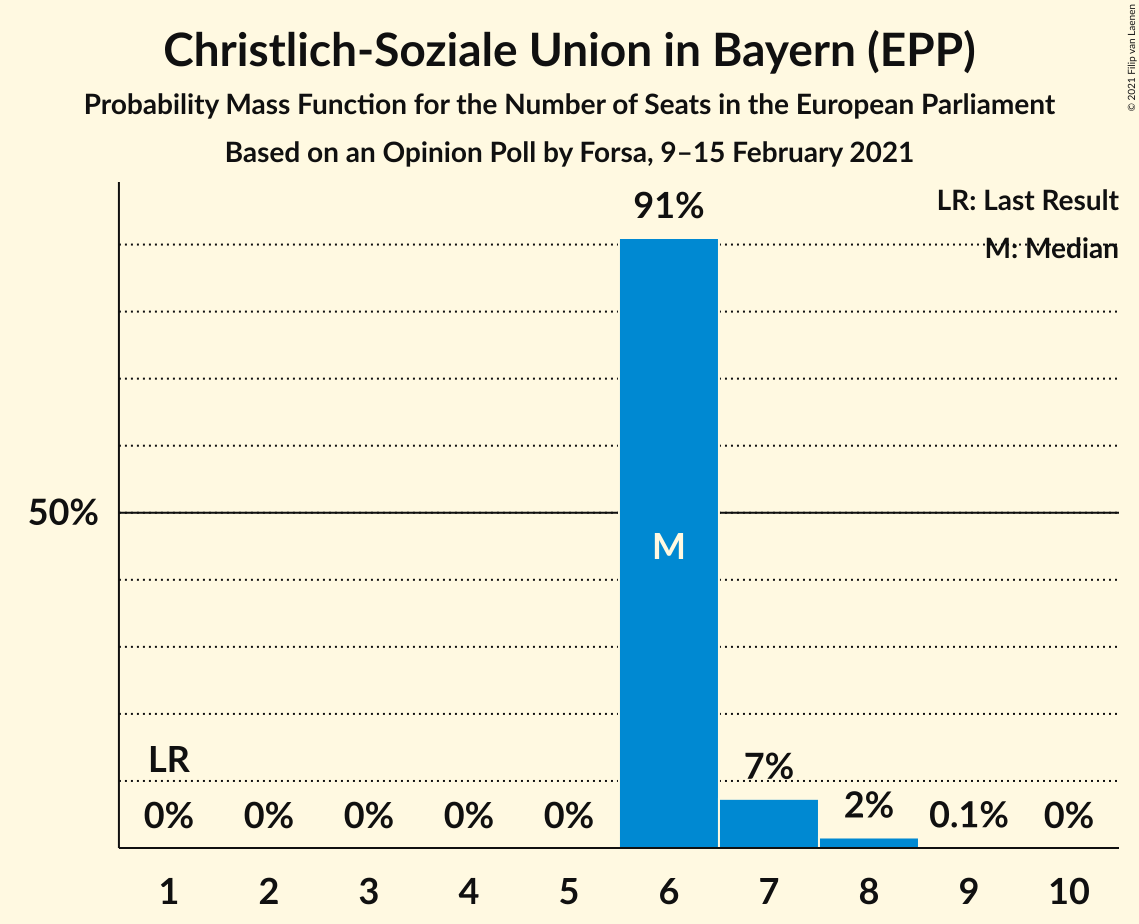 Christlich-Soziale Union in Bayern (EPP)
Probability Mass Function for the Number of Seats in the European Parliament
Based on an Opinion Poll by Forsa, 9–15 February 2021
© 2021 Filip van Laenen
LR: Last Result
M: Median
91%
50%
M
LR
7%
0% 0% 0% 0% 0% 2% 0.1% 0%
1 2 3 4 5 6 7 8 9 10